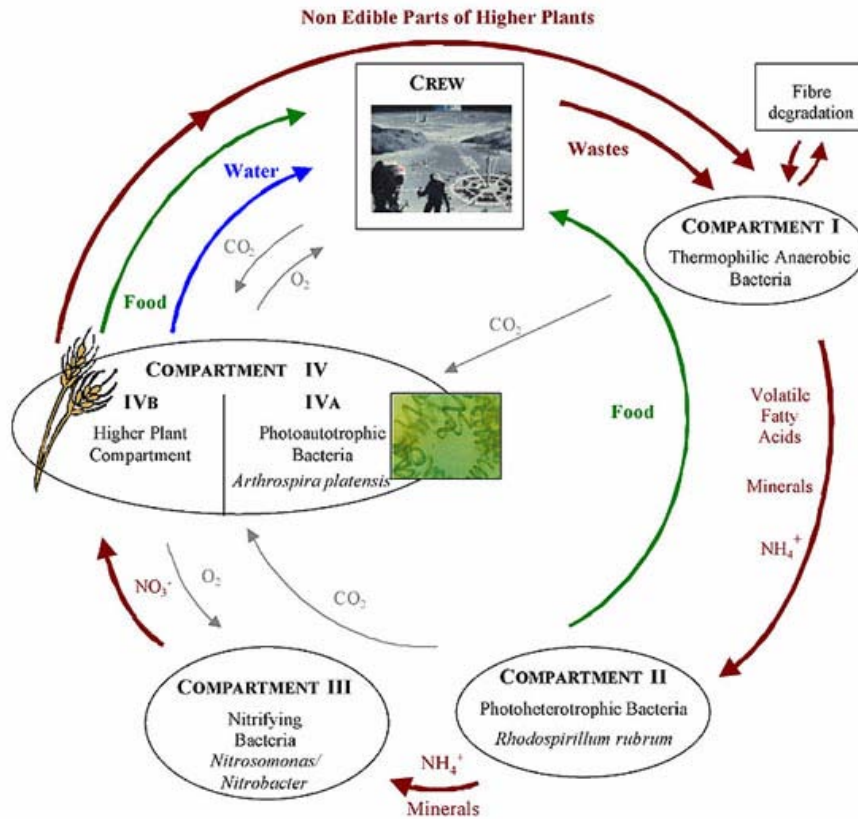 Non Edible Parts of Higher Plants
CREW
Fibre
degradation
Wastes
Water
COMPARTMENT I
Thermophilic Anaerobic
Bacteria
CO₂
O₂
Food
CO₂
COMPARTMENT IV
IVB
Higher Plant
Compartment
IVA
Photoautotrophic
Bacteria
Arthrospira platensis
Food
Volatile
Fatty
Acids
Minerals
NH₄⁺
NO₃⁻
O₂
CO₂
COMPARTMENT III
Nitrifying
Bacteria
Nitrosomonas/
Nitrobacter
COMPARTMENT II
Photoheterotrophic Bacteria
Rhodospirillum rubrum
NH₄⁺
Minerals